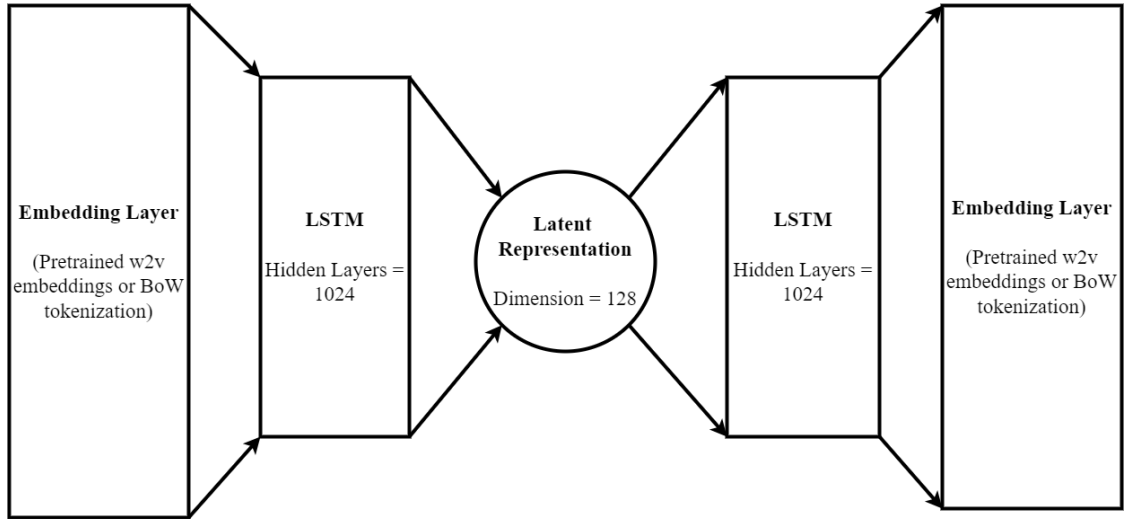 Embedding Layer
(Pretrained w2v
embeddings or BoW
tokenization)
LSTM
Hidden Layers =
1024
Latent
Representation
Dimension = 128
LSTM
Hidden Layers =
1024
Embedding Layer
(Pretrained w2v
embeddings or BoW
tokenization)